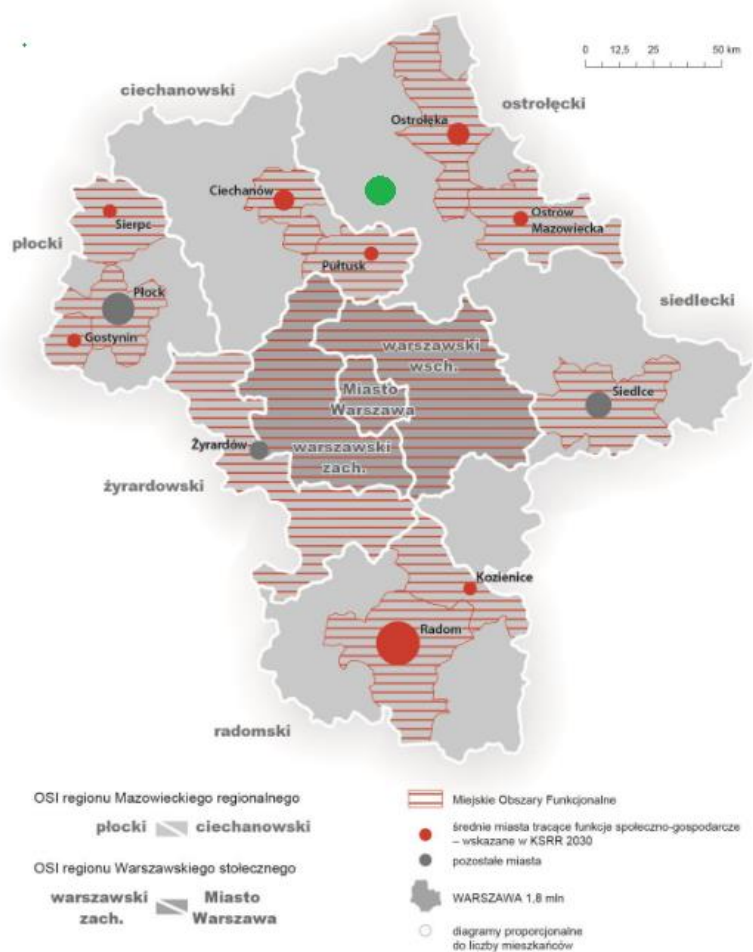 0 12,5 25 50 km
ciechanowski
ostrołęcki
Ostrołęka
Ciechanów
Sierpc
Ostrów
Mazowiecka
płocki
Pułtusk
Płock
siedlecki
Gostynin
warszawski
wsch.
Miasto
Warszawa
Siedlce
Żyrardów
warszawski
zach.
żyrardowski
Kozienice
Radom
radomski
OSI regionu Mazowieckiego regionalnego
płocki ciechanowski
OSI regionu Warszawskiego stołecznego
warszawski
zach.
Miasto
Warszawa
Miejskie Obszary Funkcjonalne
średnie miasta tracące funkcje społeczno-gospodarcze
– wskazane w KSRR 2030
pozostałe miasta
WARSZAWA 1,8 mln
diagramy proporcjonalne
do liczby mieszkańców